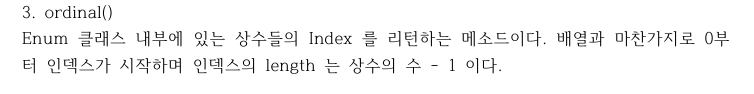 3. ordinal()
Enum 클래스 내부에 있는 상수들의 Index 를 리턴하는 메소드이다. 배열과 마찬가지로 0부
터 인덱스가 시작하며 인덱스의 length 는 상수의 수 - 1 이다.